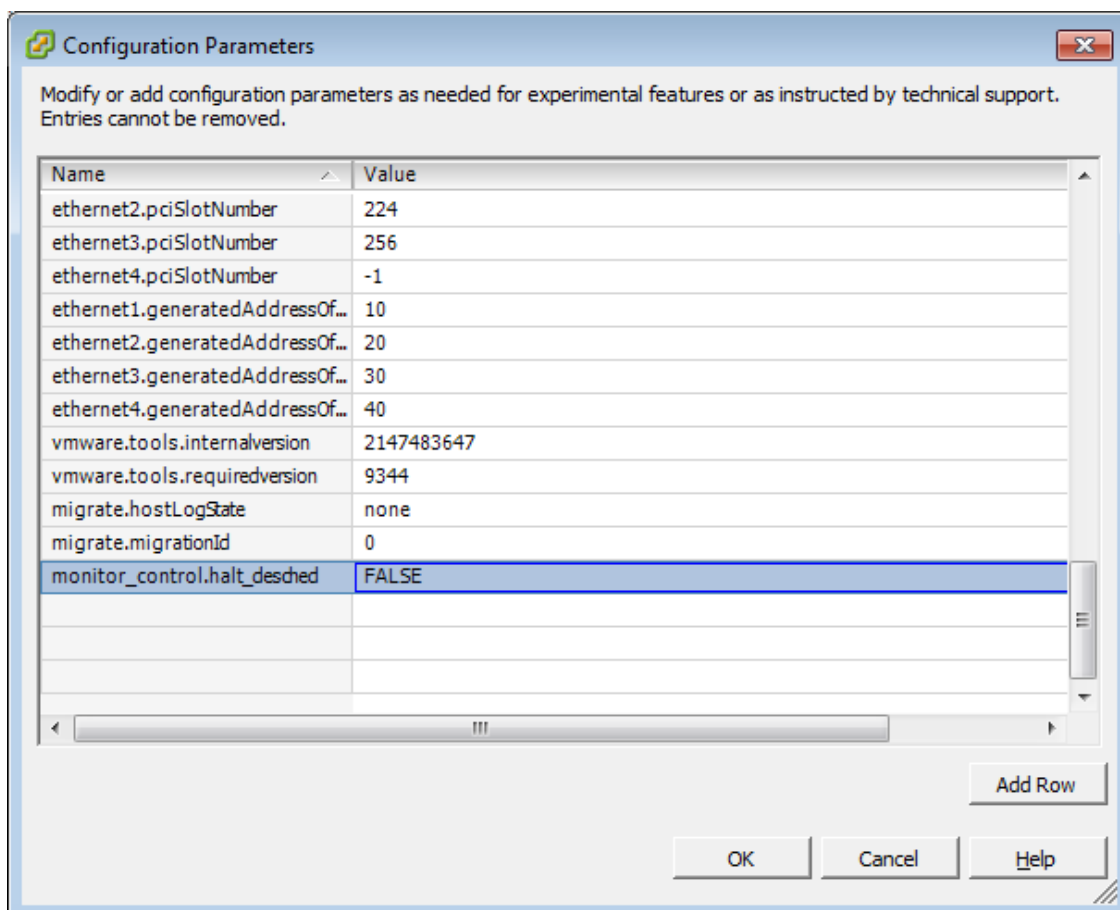 Configuration Parameters
Modify or add configuration parameters as needed for experimental features or as instructed by technical support.
Entries cannot be removed.
Name Value
ethernet2.pciSlotNumber 224
ethernet3.pciSlotNumber 256
ethernet4.pciSlotNumber -1
ethernet1.generatedAddressOf... 10
ethernet2.generatedAddressOf... 20
ethernet3.generatedAddressOf... 30
ethernet4.generatedAddressOf... 40
vmware.tools.internalversion 2147483647
vmware.tools.requiredversion 9344
migrate.hostLogState none
migrate.migrationId 0
monitor_control.halt_desched FALSE
Add Row
OK Cancel Help